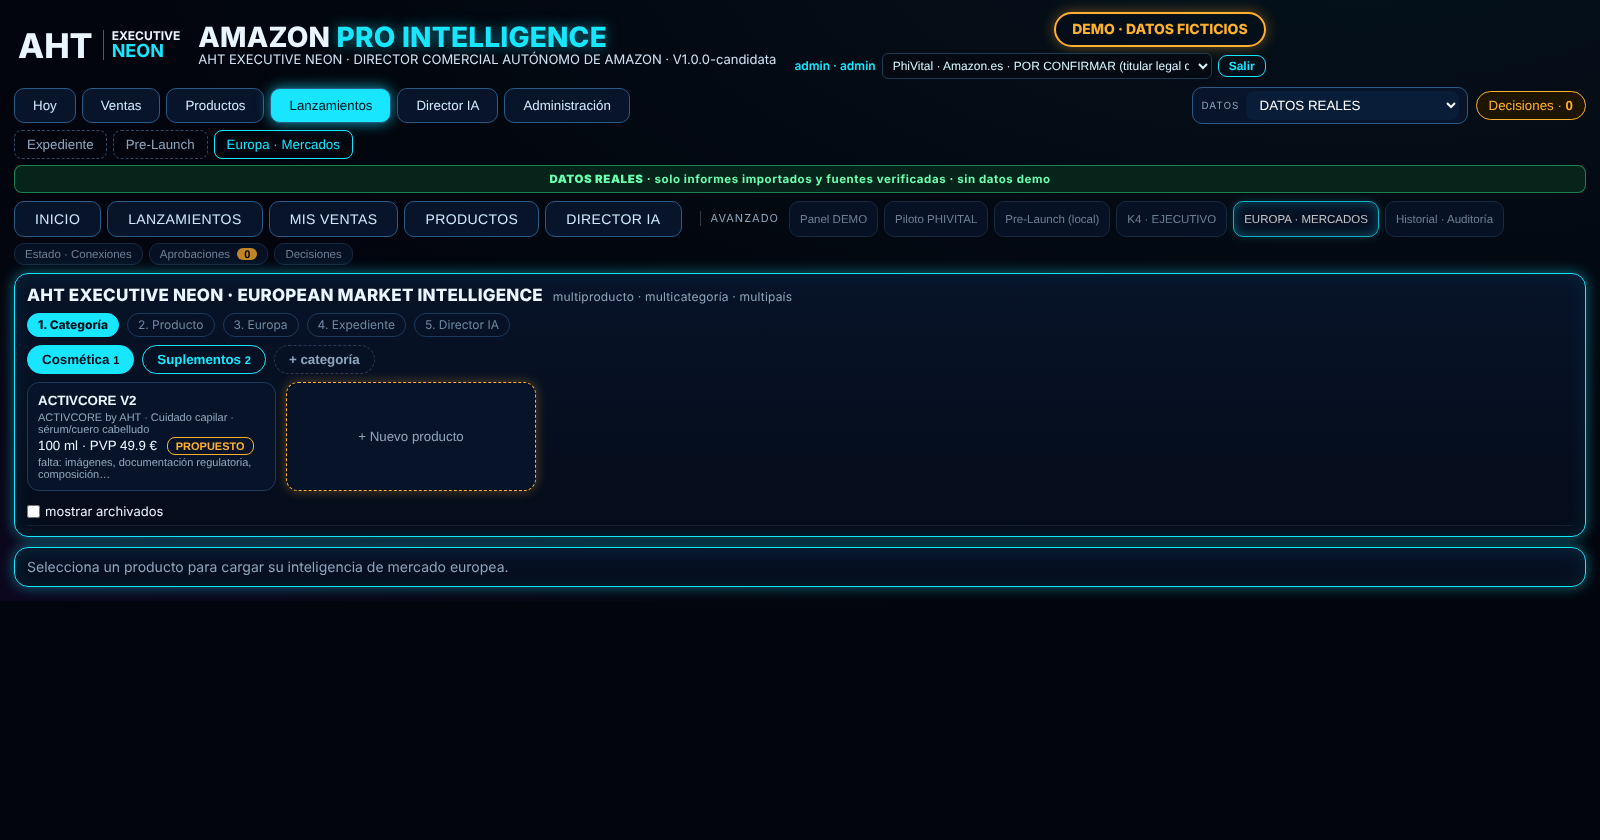 AHT EXECUTIVE NEON
AMAZON PRO INTELLIGENCE
AHT EXECUTIVE NEON · DIRECTOR COMERCIAL AUTÓNOMO DE AMAZON · V1.0.0-candidata
DEMO · DATOS FICTICIOS
admin · admin
PhiVital · Amazon.es · POR CONFIRMAR (titular legal d
Salir
Hoy
Ventas
Productos
Lanzamientos
Director IA
Administración
DATOS
DATOS REALES
Decisiones · 0
Expediente
Pre-Launch
Europa · Mercados
DATOS REALES · solo informes importados y fuentes verificadas · sin datos demo
INICIO
LANZAMIENTOS
MIS VENTAS
PRODUCTOS
DIRECTOR IA
AVANZADO
Panel DEMO
Piloto PHIVITAL
Pre-Launch (local)
K4 · EJECUTIVO
EUROPA · MERCADOS
Historial · Auditoría
Estado · Conexiones
Aprobaciones 0
Decisiones
AHT EXECUTIVE NEON · EUROPEAN MARKET INTELLIGENCE
multiproducto · multicategoría · multipaís
1. Categoría
2. Producto
3. Europa
4. Expediente
5. Director IA
Cosmética 1
Suplementos 2
+ categoría
ACTIVCORE V2
ACTIVCORE by AHT · Cuidado capilar ·
sérum/cuero cabelludo
100 ml · PVP 49.9 €
PROPUESTO
falta: imágenes, documentación regulatoria,
composición…
+ Nuevo producto
mostrar archivados
Selecciona un producto para cargar su inteligencia de mercado europea.